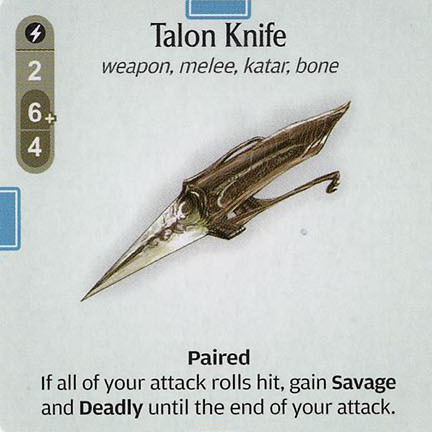 Talon Knife
weapon, melee, katar, bone
2
6+
4
Paired
If all of your attack rolls hit, gain Savage
and Deadly until the end of your attack.